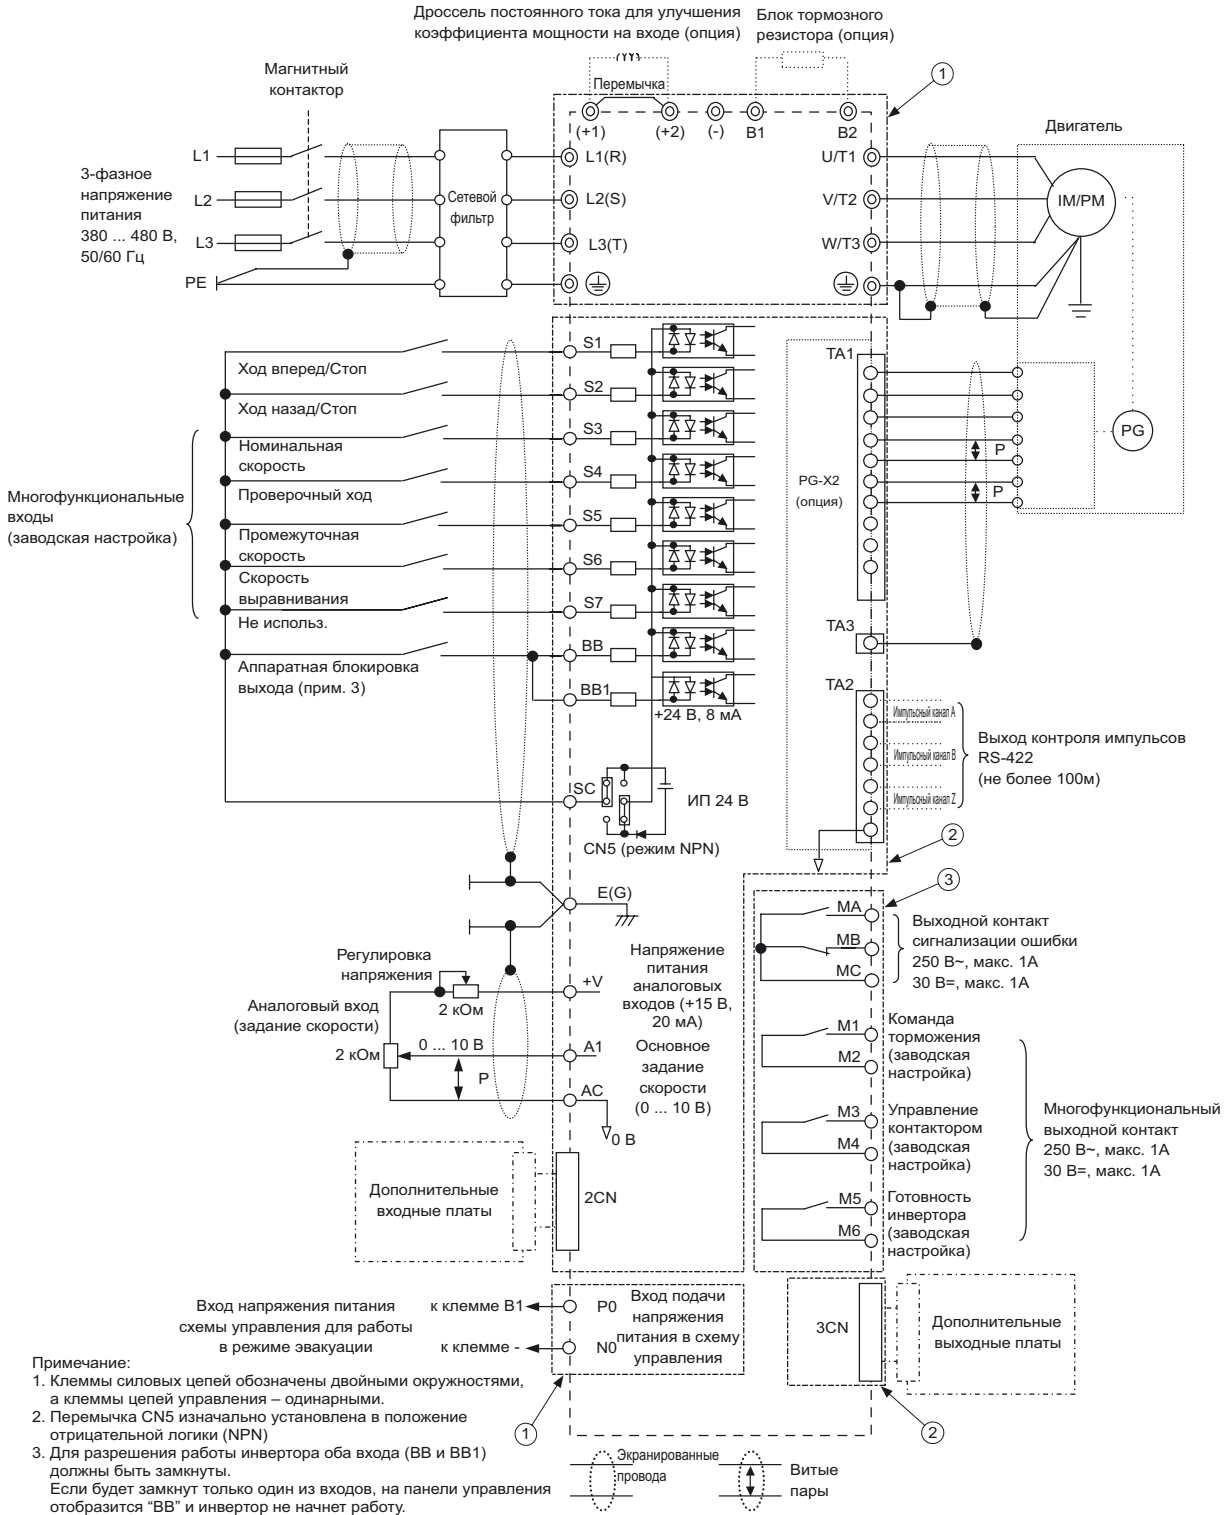 Дроссель постоянного тока для улучшения
коэффициента мощности на входе (опция)
Блок тормозного
резистора (опция)
Магнитный
контактор
Перемычка
1
(+1)
(+2)
(-)
B1
B2
Двигатель
3-фазное
напряжение
питания
380 ... 480 В,
50/60 Гц
L1
L2
L3
PE
Сетевой
фильтр
L1(R)
L2(S)
L3(T)
U/T1
V/T2
W/T3
IM/PM
Многофункциональные
входы
(заводская настройка)
Ход вперед/Стоп
Ход назад/Стоп
Номинальная
скорость
Проверочный ход
Промежуточная
скорость
Скорость
выравнивания
Не использ.
Аппаратная блокировка
выхода (прим. 3)
S1
S2
S3
S4
S5
S6
S7
BB
BB1
+24 В, 8 мА
SC
ИП 24 В
CN5 (режим NPN)
PG-X2
(опция)
TA1
P
P
PG
TA3
TA2
Импульсный канал A
Импульсный канал B
Импульсный канал Z
Выход контроля импульсов
RS-422
(не более 100м)
2
3
E(G)
Регулировка
напряжения
2 кОм
+V
Напряжение
питания
аналоговых
входов (+15 В,
20 мА)
Аналоговый вход
(задание скорости)
2 кОм
0 ... 10 В
P
A1
AC
0 В
Основное
задание
скорости
(0 ... 10 В)
MA
MB
MC
Выходной контакт
сигнализации ошибки
250 В~, макс. 1А
30 В=, макс. 1А
M1
M2
Команда
торможения
(заводская
настройка)
M3
M4
Управление
контактором
(заводская
настройка)
M5
M6
Готовность
инвертора
(заводская
настройка)
Многофункциональный
выходной контакт
250 В~, макс. 1А
30 В=, макс. 1А
Дополнительные
входные платы
2CN
Вход напряжения питания
схемы управления для работы
в режиме эвакуации
к клемме B1
к клемме -
P0
N0
Вход подачи
напряжения
питания в схему
управления
3CN
Дополнительные
выходные платы
1
2
Примечание:
1. Клеммы силовых цепей обозначены двойными окружностями,
а клеммы цепей управления – одинарными.
2. Перемычка CN5 изначально установлена в положение
отрицательной логики (NPN)
3. Для разрешения работы инвертора оба входа (BB и BB1)
должны быть замкнуты.
Если будет замкнут только один из входов, на панели управления
отобразится “BB” и инвертор не начнет работу.
Экранированные
провода
Витые
пары